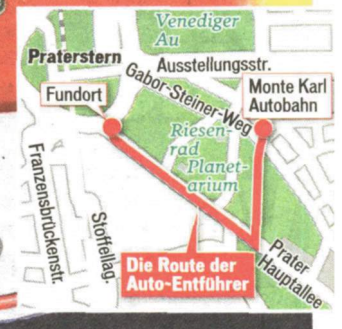 Venediger
Au
Praterstern
Ausstellungsstr.
Gabor-Steiner-Weg
Fundort
Monte Karl
Autobahn
Riesen-
rad
Planet-
arium
Franzensbrückenstr.
Stoffellag.
Die Route der
Auto-Entführer
Prater
Hauptallee